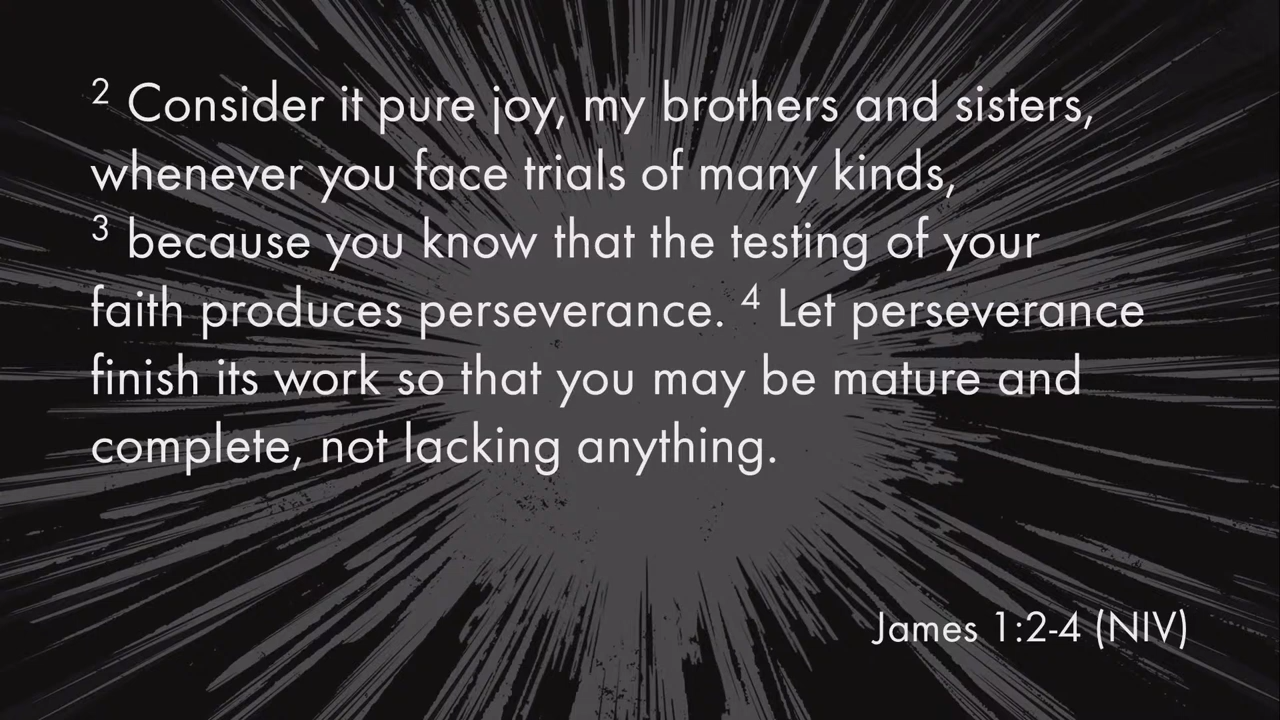 ² Consider it pure joy, my brothers and sisters,
whenever you face trials of many kinds,
³ because you know that the testing of your
faith produces perseverance. ⁴ Let perseverance
finish its work so that you may be mature and
complete, not lacking anything.
James 1:2-4 (NIV)